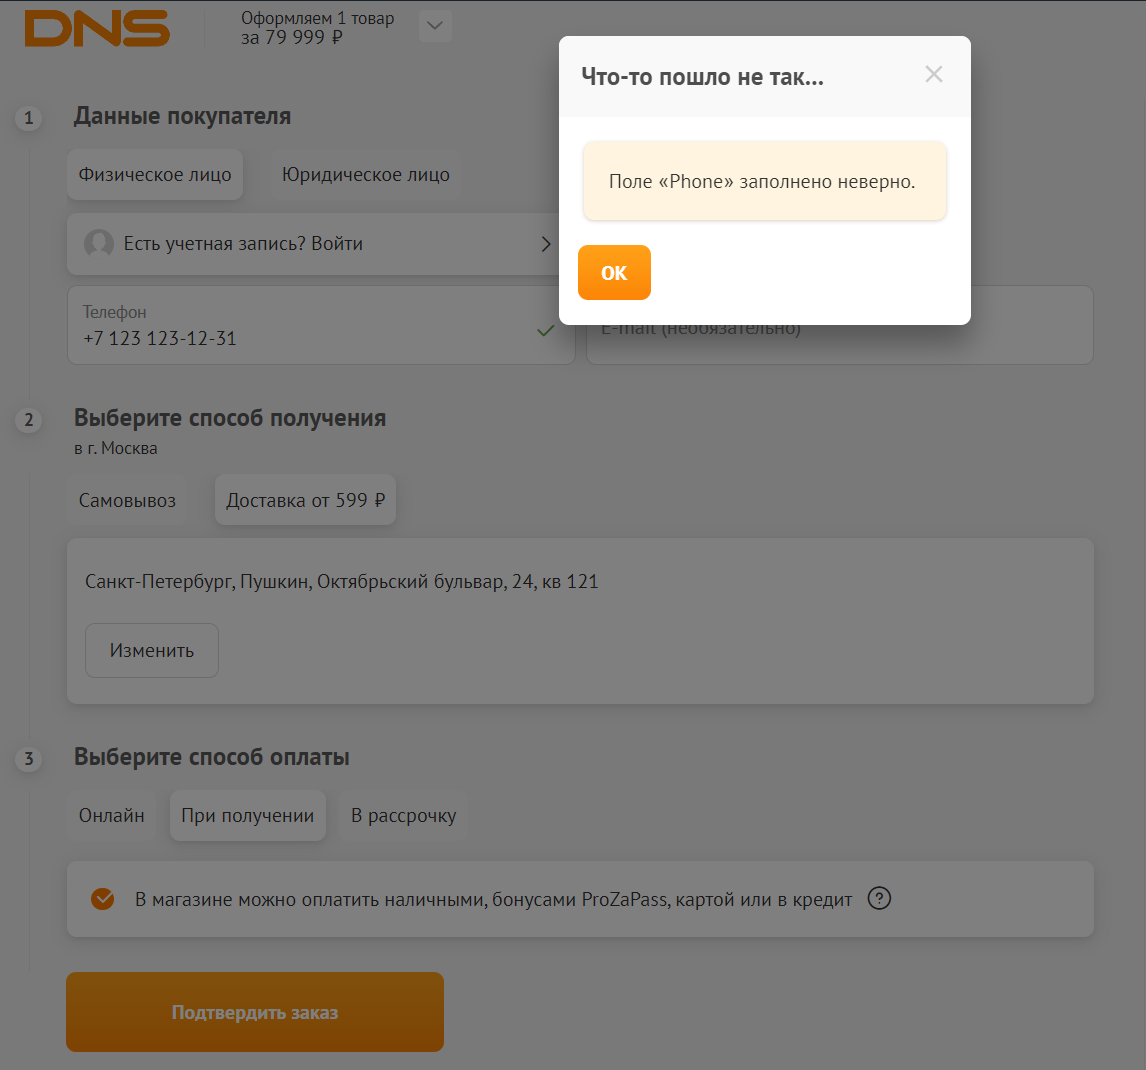 DNS
Оформляем 1 товар
за 79 999 ₽
Что-то пошло не так...
Поле «Phone» заполнено неверно.
ОК
1
Данные покупателя
Физическое лицо
Юридическое лицо
Есть учетная запись? Войти
Телефон
+7 123 123-12-31
E-mail (необязательно)
2
Выберите способ получения
в г. Москва
Самовывоз
Доставка от 599 ₽
Санкт-Петербург, Пушкин, Октябрьский бульвар, 24, кв 121
Изменить
3
Выберите способ оплаты
Онлайн
При получении
В рассрочку
В магазине можно оплатить наличными, бонусами ProZaPass, картой или в кредит
?
Подтвердить заказ